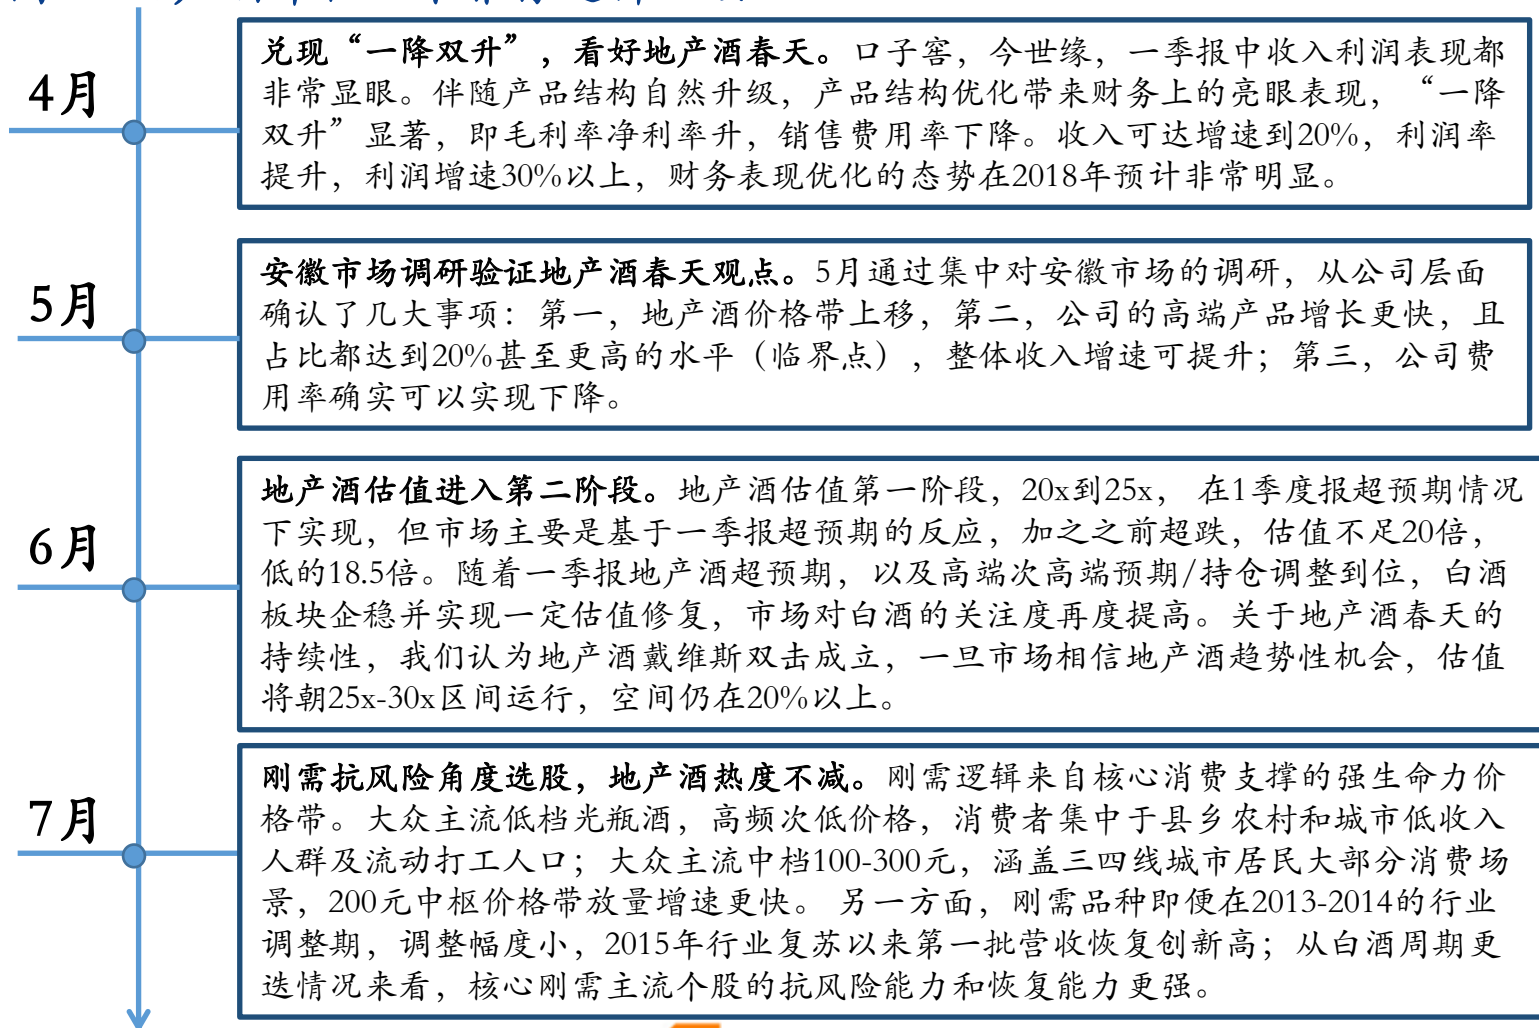 4月
兑现“一降双升”，看好地产酒春天。口子窖，今世缘，一季报中收入利润表现都
非常显眼。伴随产品结构自然升级，产品结构优化带来财务上的亮眼表现，“一降
双升”显著，即毛利率净利率升，销售费用率下降。收入可达增速到20%，利润率
提升，利润增速30%以上，财务表现优化的态势在2018年预计非常明显。
5月
安徽市场调研验证地产酒春天观点。5月通过集中对安徽市场的调研，从公司层面
确认了几大事项：第一，地产酒价格带上移，第二，公司的高端产品增长更快，且
占比都达到20%甚至更高的水平（临界点），整体收入增速可提升；第三，公司费
用率确实可以实现下降。
6月
地产酒估值进入第二阶段。地产酒估值第一阶段，20x到25x， 在1季度报超预期情况
下实现，但市场主要是基于一季报超预期的反应，加之之前超跌，估值不足20倍，
低的18.5倍。随着一季报地产酒超预期，以及高端次高端预期/持仓调整到位，白酒
板块企稳并实现一定估值修复，市场对白酒的关注度再度提高。关于地产酒春天的
持续性，我们认为地产酒戴维斯双击成立，一旦市场相信地产酒趋势性机会，估值
将朝25x-30x区间运行，空间仍在20%以上。
7月
刚需抗风险角度选股，地产酒热度不减。刚需逻辑来自核心消费支撑的强生命力价
格带。大众主流低档光瓶酒，高频次低价格，消费者集中于县乡农村和城市低收入
人群及流动打工人口；大众主流中档100-300元，涵盖三四线城市居民大部分消费场
景，200元中枢价格带放量增速更快。 另一方面，刚需品种即便在2013-2014的行业
调整期，调整幅度小，2015年行业复苏以来第一批营收恢复创新高；从白酒周期更
迭情况来看，核心刚需主流个股的抗风险能力和恢复能力更强。